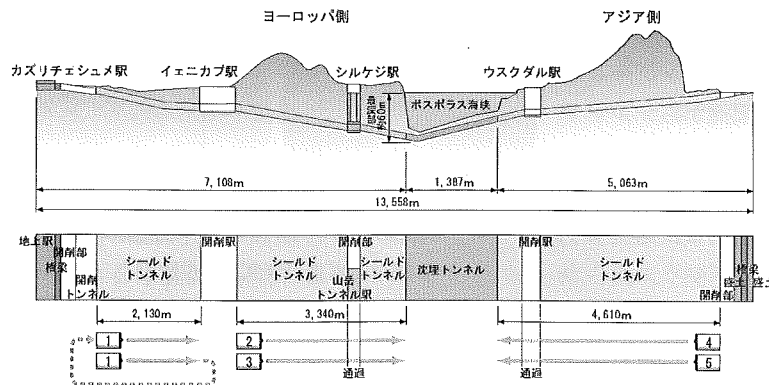 ヨーロッパ側
アジア側
カズリチェシュメ駅
イェニカプ駅
シルケジ駅
ウスクダル駅
ボスポラス海峡
約60m
7,108m
1,387m
5,063m
13,558m
地上駅
橋梁
開削部
開削トンネル
シールドトンネル
開削駅
シールドトンネル
開削部
山岳トンネル駅
シールドトンネル
沈埋トンネル
開削駅
シールドトンネル
開削部
盛土
橋梁
盛土
2,130m
3,340m
4,610m
1
2
4
1
3
5
通過
通過